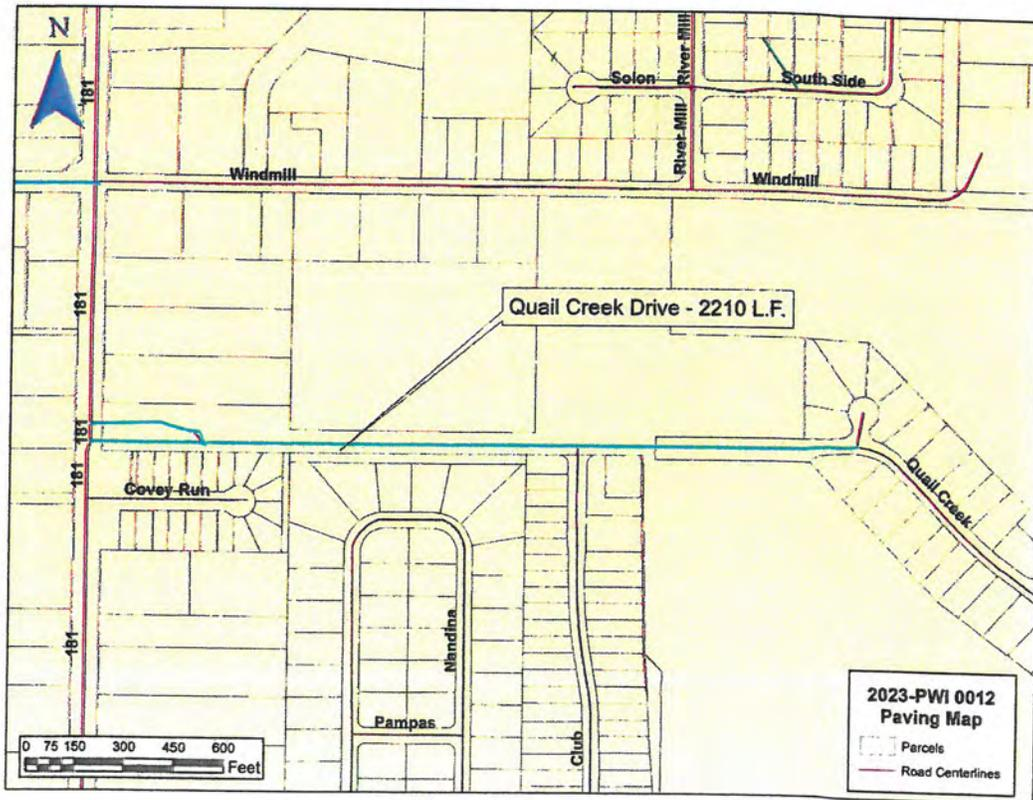 N
181
Solon
River Mill
South Side
Windmill
River Mill
Windmill
181
Quail Creek Drive - 2210 L.F.
181
181
Covey Run
Quail Creek
Nandina
181
Pampas
Club
0 75 150 300 450 600
Feet
2023-PWI 0012
Paving Map
Parcels
Road Centerlines